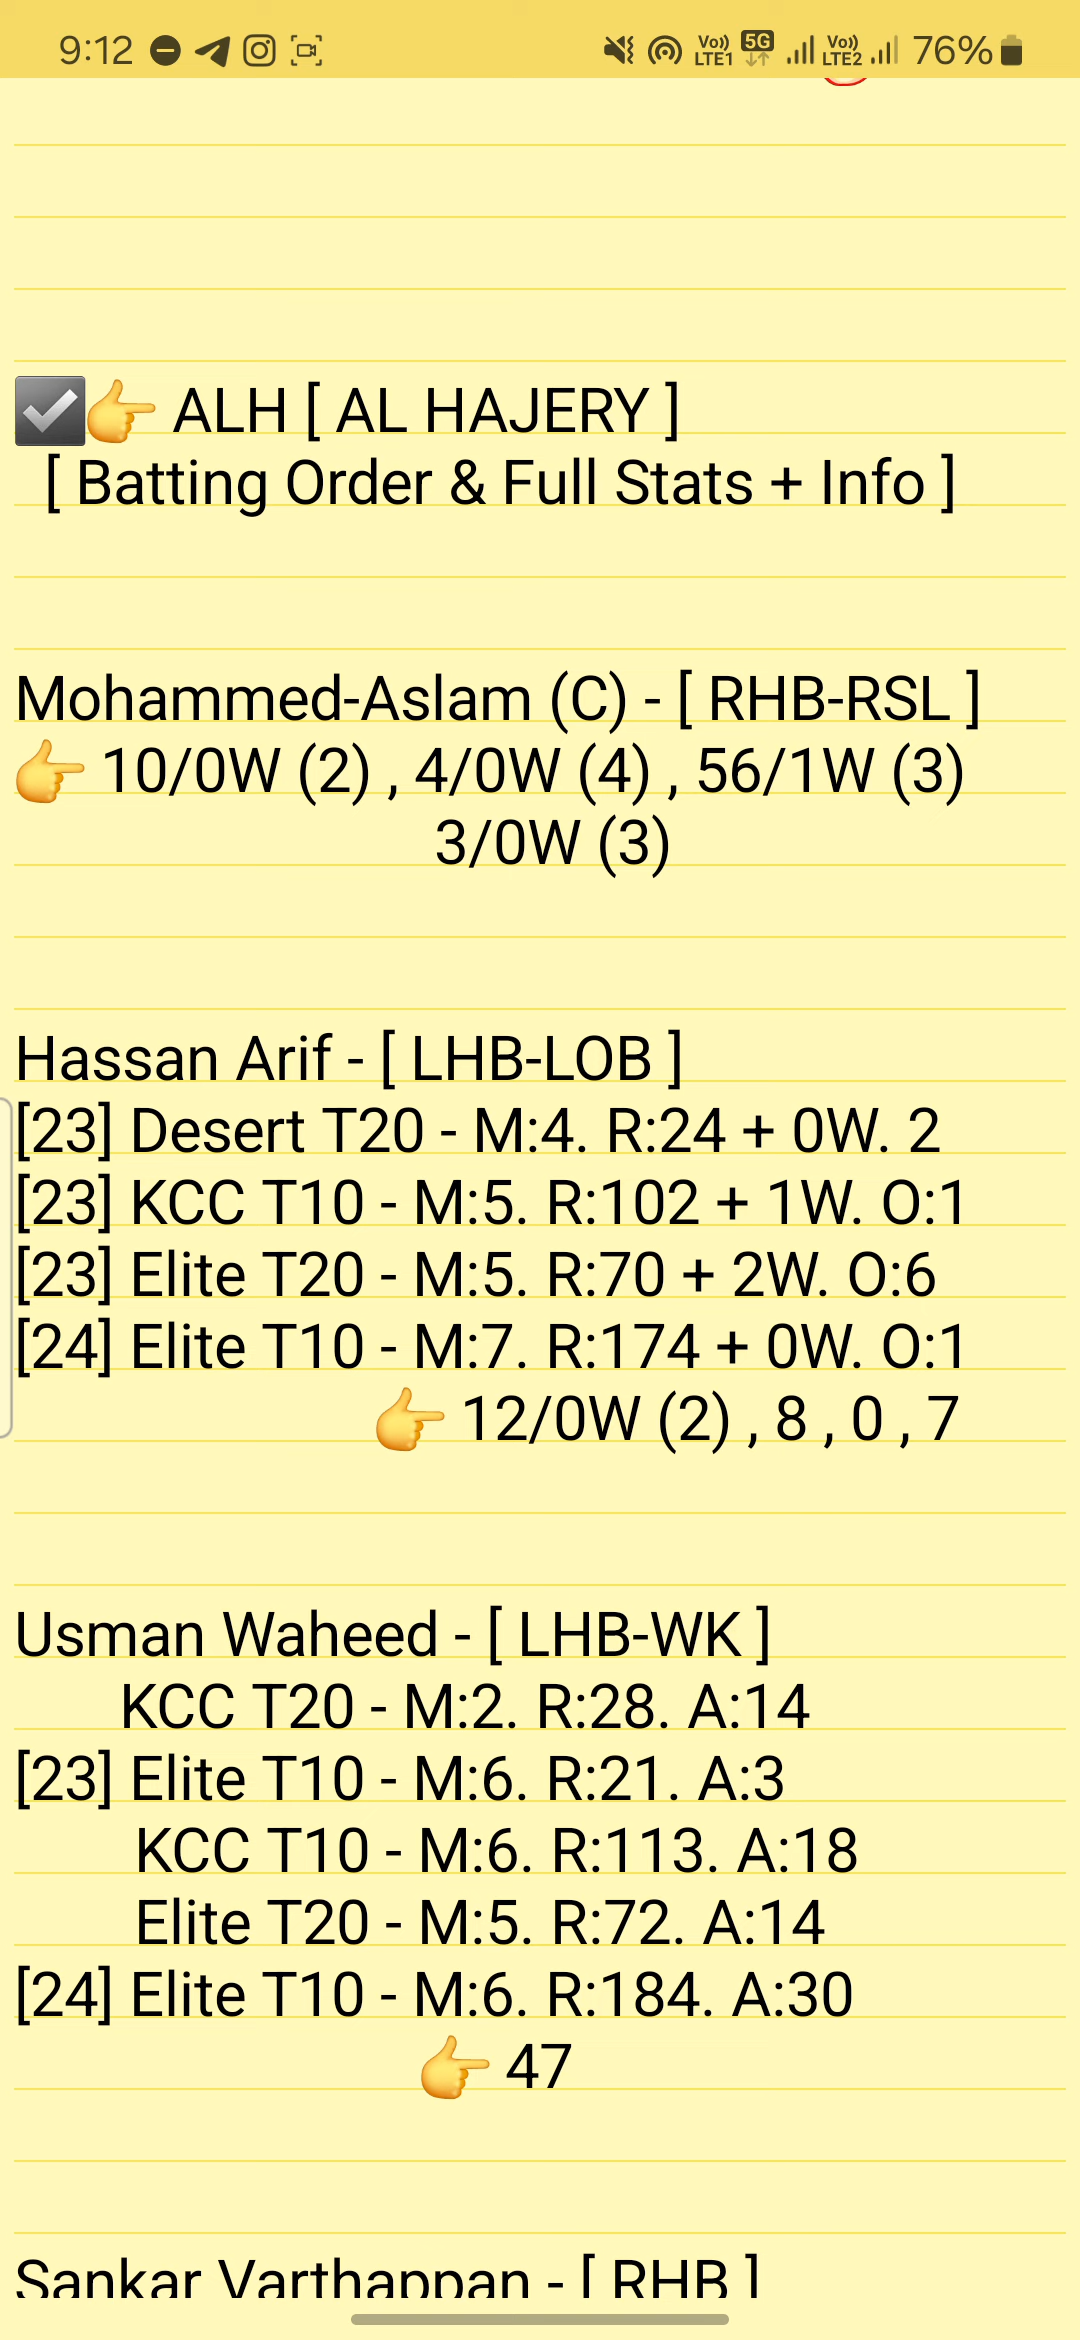 9:12 Vo)) LTE1 5G Vo)) LTE2 76%
☑👉 ALH [ AL HAJERY ]
[ Batting Order & Full Stats + Info ]
Mohammed-Aslam (C) - [ RHB-RSL ]
👉 10/0W (2) , 4/0W (4) , 56/1W (3)
3/0W (3)
Hassan Arif - [ LHB-LOB ]
[23] Desert T20 - M:4. R:24 + 0W. 2
[23] KCC T10 - M:5. R:102 + 1W. O:1
[23] Elite T20 - M:5. R:70 + 2W. O:6
[24] Elite T10 - M:7. R:174 + 0W. O:1
👉 12/0W (2) , 8 , 0 , 7
Usman Waheed - [ LHB-WK ]
KCC T20 - M:2. R:28. A:14
[23] Elite T10 - M:6. R:21. A:3
KCC T10 - M:6. R:113. A:18
Elite T20 - M:5. R:72. A:14
[24] Elite T10 - M:6. R:184. A:30
👉 47
Sankar Varthappan - [ RHB ]